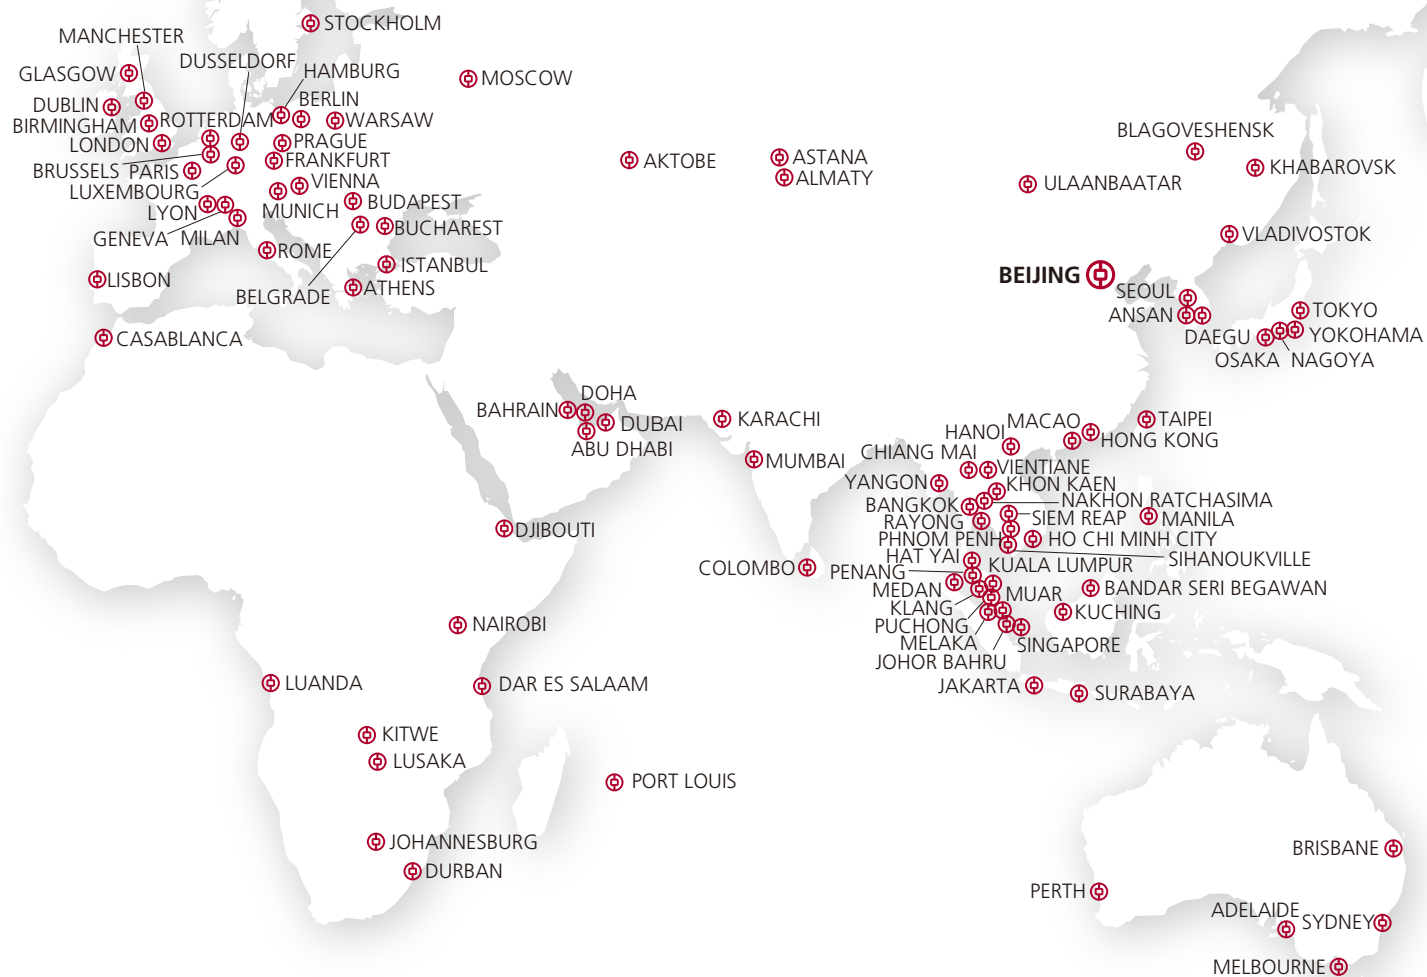 STOCKHOLM
MANCHESTER
DUSSELDORF
HAMBURG
GLASGOW
MOSCOW
BERLIN
DUBLIN
BIRMINGHAM
ROTTERDAM
WARSAW
LONDON
PRAGUE
BRUSSELS
PARIS
FRANKFURT
LUXEMBOURG
VIENNA
LYON
MUNICH
BUDAPEST
GENEVA
MILAN
BUCHAREST
ROME
ISTANBUL
LISBON
BELGRADE
ATHENS
CASABLANCA
AKTOBE
ASTANA
ALMATY
BLAGOVESHENSK
KHABAROVSK
ULAANBAATAR
VLADIVOSTOK
BEIJING
SEOUL
ANSAN
TOKYO
DAEGU
YOKOHAMA
OSAKA
NAGOYA
DOHA
BAHRAIN
DUBAI
ABU DHABI
KARACHI
MUMBAI
MACAO
TAIPEI
HANOI
HONG KONG
CHIANG MAI
VIENTIANE
YANGON
KHON KAEN
BANGKOK
NAKHON RATCHASIMA
RAYONG
SIEM REAP
MANILA
PHNOM PENH
HO CHI MINH CITY
HAT YAI
SIHANOUKVILLE
COLOMBO
PENANG
KUALA LUMPUR
MEDAN
MUAR
BANDAR SERI BEGAWAN
KLANG
KUCHING
PUCHONG
MELAKA
SINGAPORE
JOHOR BAHRU
JAKARTA
SURABAYA
DJIBOUTI
NAIROBI
LUANDA
DAR ES SALAAM
KITWE
LUSAKA
PORT LOUIS
JOHANNESBURG
DURBAN
BRISBANE
PERTH
ADELAIDE
SYDNEY
MELBOURNE